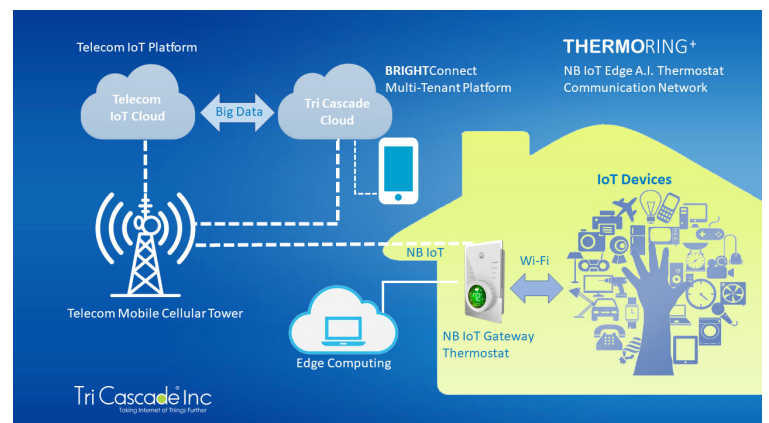 Telecom IoT Platform
THERMORING+
BRIGHTConnect
Multi-Tenant Platform
NB IoT Edge A.I. Thermostat
Communication Network
Telecom
IoT Cloud
Big Data
Tri Cascade
Cloud
IoT Devices
NB IoT
Wi-Fi
Telecom Mobile Cellular Tower
NB IoT Gateway
Thermostat
Edge Computing
Tri Cascade® Inc
Taking Internet of Things Further